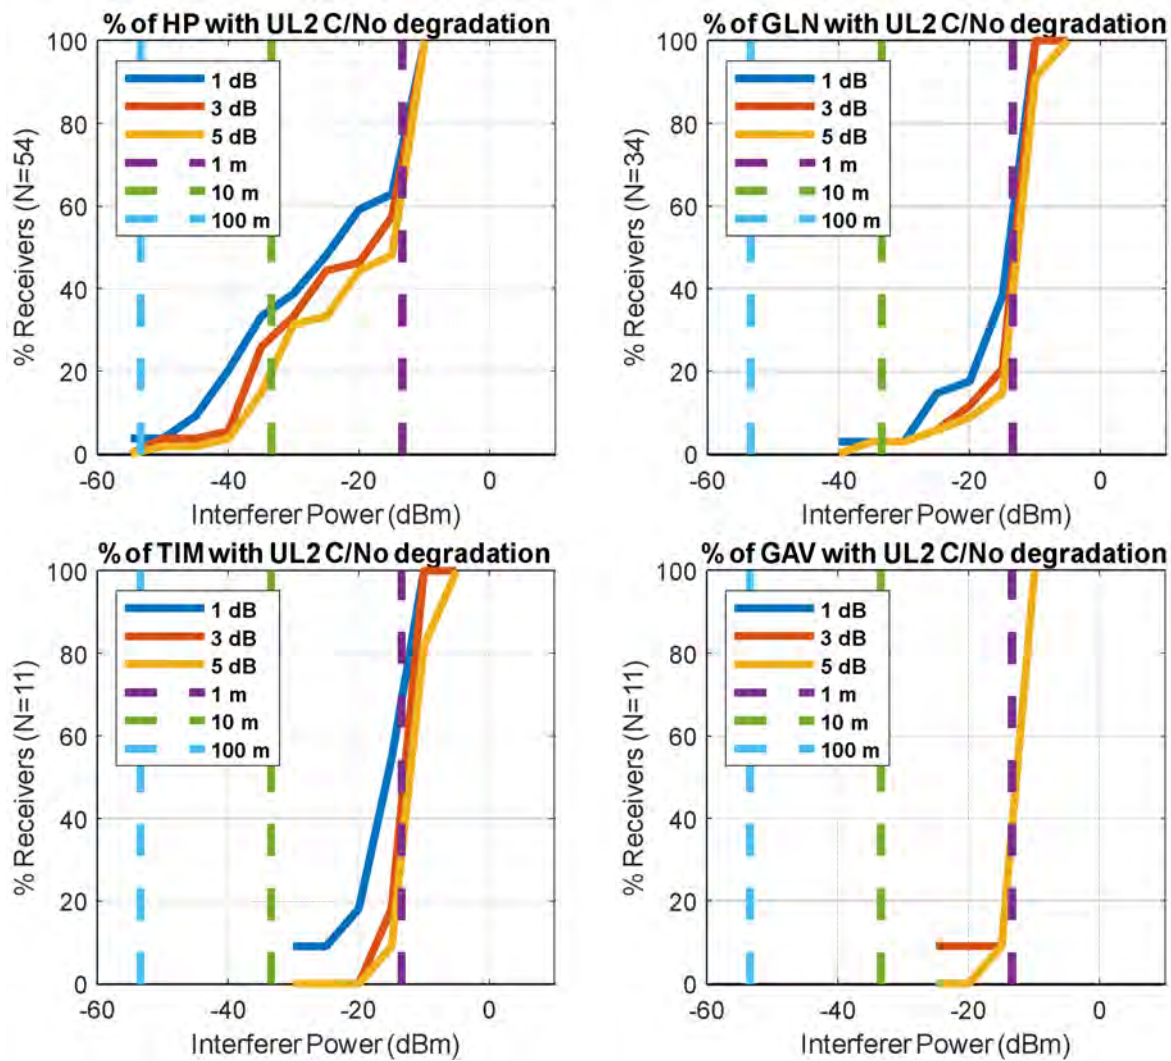 % of HP with UL2 C/No degradation
100
80
60
40
20
0
% Receivers (N=54)
1 dB
3 dB
5 dB
1 m
10 m
100 m
-60
-40
-20
0
Interferer Power (dBm)
% of GLN with UL2 C/No degradation
100
80
60
40
20
0
% Receivers (N=34)
1 dB
3 dB
5 dB
1 m
10 m
100 m
-60
-40
-20
0
Interferer Power (dBm)
% of TIM with UL2 C/No degradation
100
80
60
40
20
0
% Receivers (N=11)
1 dB
3 dB
5 dB
1 m
10 m
100 m
-60
-40
-20
0
Interferer Power (dBm)
% of GAV with UL2 C/No degradation
100
80
60
40
20
0
% Receivers (N=11)
1 dB
3 dB
5 dB
1 m
10 m
100 m
-60
-40
-20
0
Interferer Power (dBm)